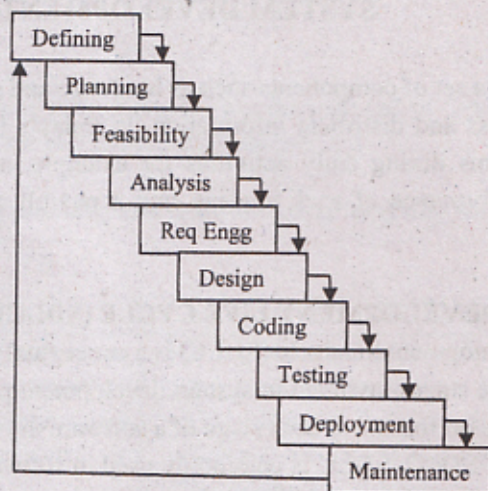 Defining
Planning
Feasibility
Analysis
Req Engg
Design
Coding
Testing
Deployment
Maintenance